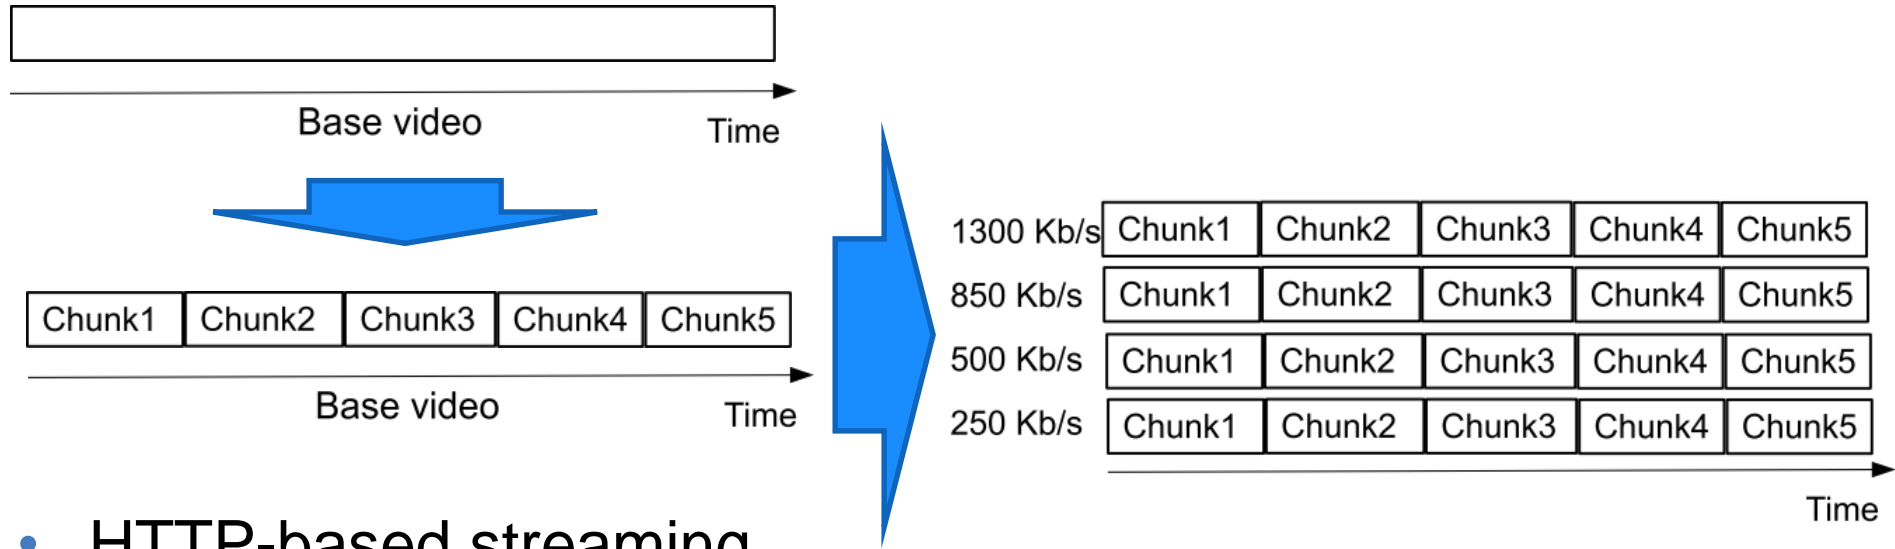 Base video
Time
Chunk1 Chunk2 Chunk3 Chunk4 Chunk5
Base video
Time
1300 Kb/s Chunk1 Chunk2 Chunk3 Chunk4 Chunk5
850 Kb/s Chunk1 Chunk2 Chunk3 Chunk4 Chunk5
500 Kb/s Chunk1 Chunk2 Chunk3 Chunk4 Chunk5
250 Kb/s Chunk1 Chunk2 Chunk3 Chunk4 Chunk5
Time
• HTTP-based streaming